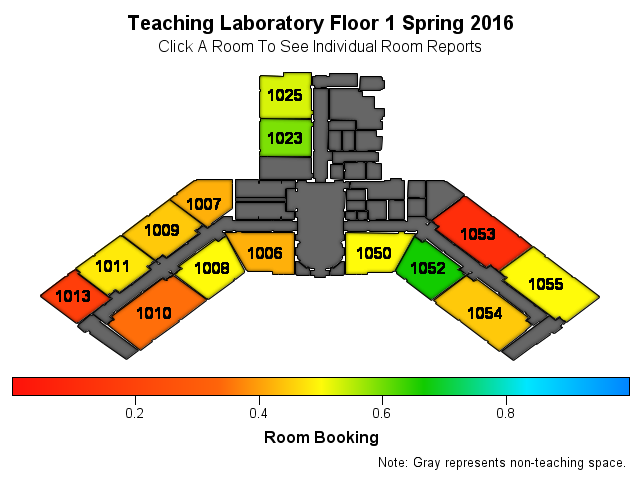 Teaching Laboratory Floor 1 Spring 2016
Click A Room To See Individual Room Reports
1025
1023
1007
1009
1011
1013
1006
1008
1010
1050
1052
1053
1054
1055
0.2 0.4 0.6 0.8
Room Booking
Note: Gray represents non-teaching space.